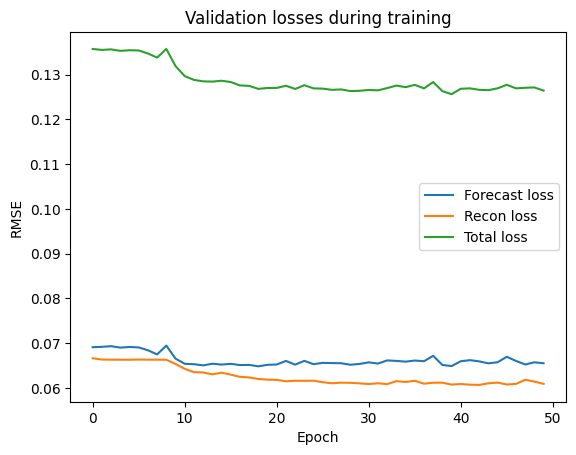 Validation losses during training
0.13
0.12
0.11
0.10
0.09
0.08
0.07
0.06
RMSE
Forecast loss
Recon loss
Total loss
0 10 20 30 40 50
Epoch